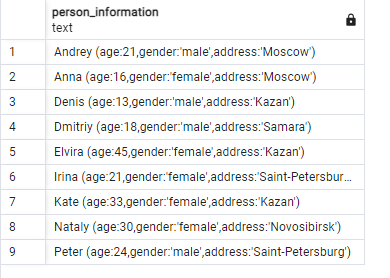 person_information
text
1 Andrey (age:21,gender:'male',address:'Moscow')
2 Anna (age:16,gender:'female',address:'Moscow')
3 Denis (age:13,gender:'male',address:'Kazan')
4 Dmitriy (age:18,gender:'male',address:'Samara')
5 Elvira (age:45,gender:'female',address:'Kazan')
6 Irina (age:21,gender:'female',address:'Saint-Petersbur...
7 Kate (age:33,gender:'female',address:'Kazan')
8 Nataly (age:30,gender:'female',address:'Novosibirsk')
9 Peter (age:24,gender:'male',address:'Saint-Petersburg')